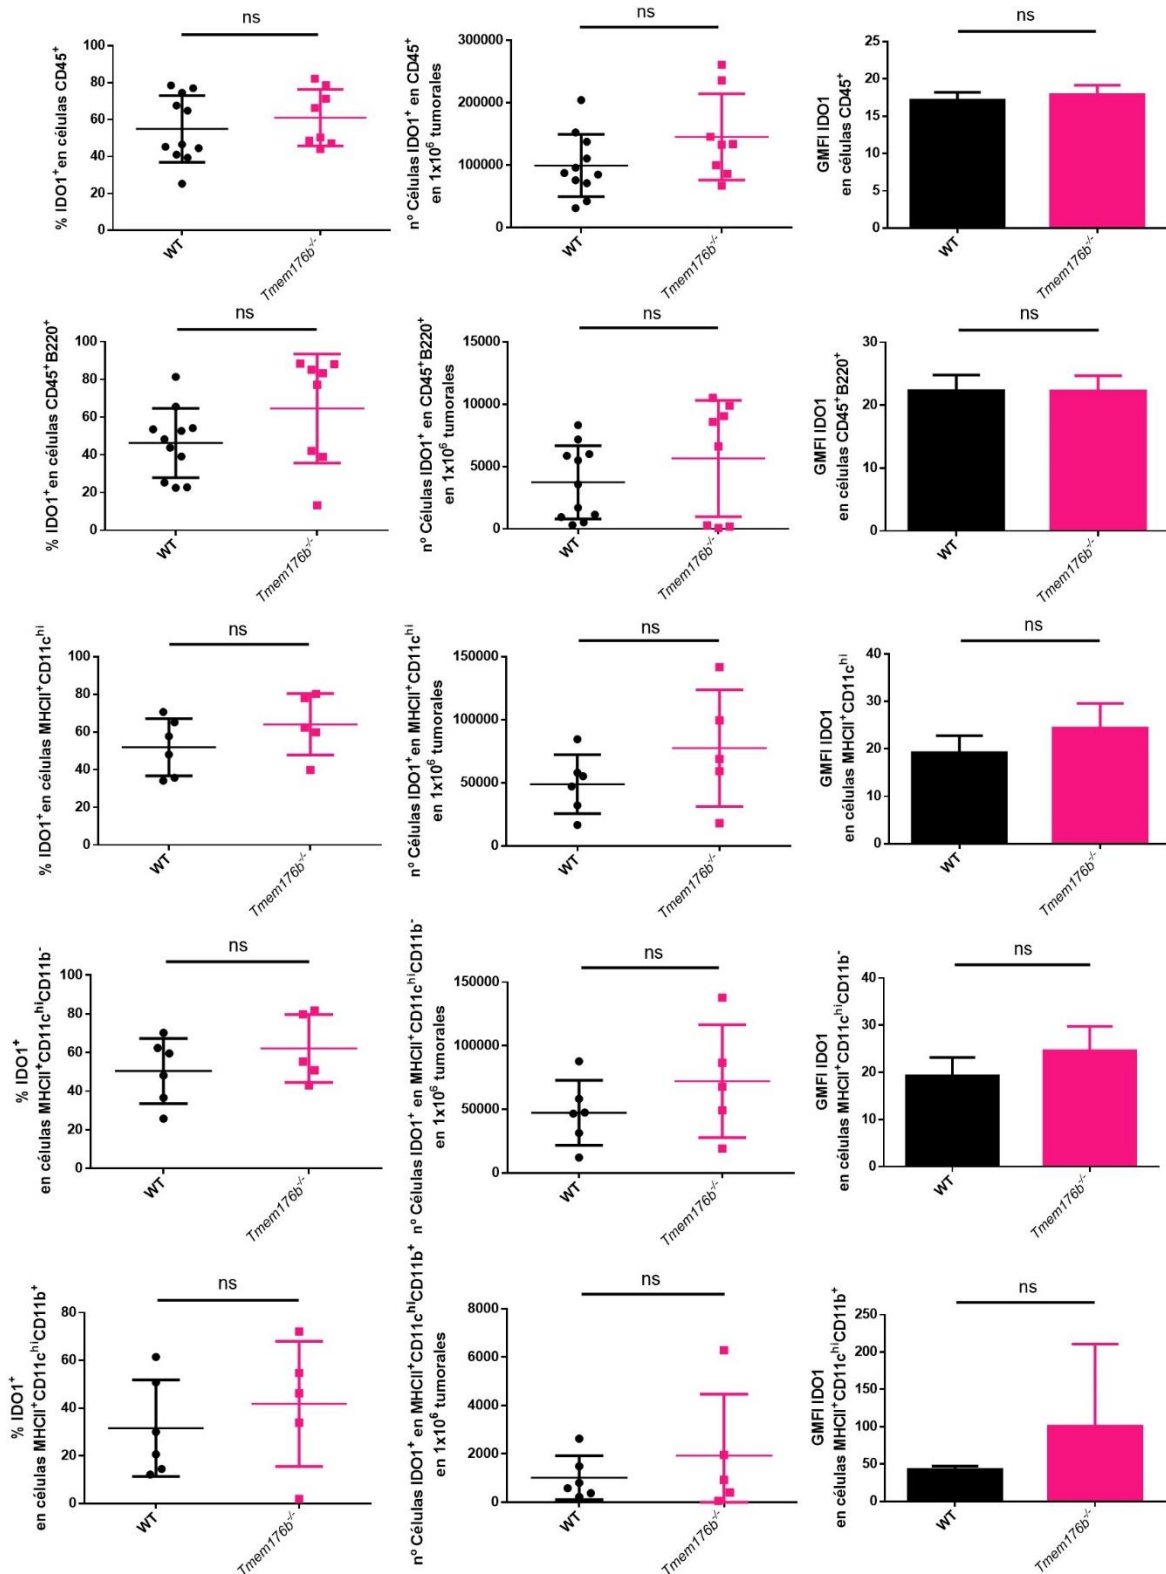 ns
% IDO1⁺ en células CD45⁺
100
80
60
40
20
0
WT
Tmem176b⁻/⁻
ns
nº Células IDO1⁺ en CD45⁺
en 1x10⁶ tumorales
300000
200000
100000
0
WT
Tmem176b⁻/⁻
ns
GMFI IDO1
en células CD45⁺
25
20
15
10
5
0
WT
Tmem176b⁻/⁻
ns
% IDO1⁺ en células CD45⁺B220⁺
100
80
60
40
20
0
WT
Tmem176b⁻/⁻
ns
nº Células IDO1⁺ en CD45⁺B220⁺
en 1x10⁶ tumorales
15000
10000
5000
0
WT
Tmem176b⁻/⁻
ns
GMFI IDO1
en células CD45⁺B220⁺
30
20
10
0
WT
Tmem176b⁻/⁻
ns
% IDO1⁺ en células MHCII⁺CD11cʰⁱ
100
80
60
40
20
0
WT
Tmem176b⁻/⁻
ns
nº Células IDO1⁺ en MHCII⁺CD11cʰⁱ
en 1x10⁶ tumorales
150000
100000
50000
0
WT
Tmem176b⁻/⁻
ns
GMFI IDO1
en células MHCII⁺CD11cʰⁱ
40
30
20
10
0
WT
Tmem176b⁻/⁻
ns
% IDO1⁺
en células MHCII⁺CD11cʰⁱCD11b⁻
100
80
60
40
20
0
WT
Tmem176b⁻/⁻
ns
nº Células IDO1⁺ en MHCII⁺CD11cʰⁱCD11b⁻
en 1x10⁶ tumorales
150000
100000
50000
0
WT
Tmem176b⁻/⁻
ns
GMFI IDO1
en células MHCII⁺CD11cʰⁱCD11b⁻
40
30
20
10
0
WT
Tmem176b⁻/⁻
ns
% IDO1⁺
en células MHCII⁺CD11cʰⁱCD11b⁺
80
60
40
20
0
WT
Tmem176b⁻/⁻
ns
nº Células IDO1⁺ en MHCII⁺CD11cʰⁱCD11b⁺
en 1x10⁶ tumorales
8000
6000
4000
2000
0
WT
Tmem176b⁻/⁻
ns
GMFI IDO1
en células MHCII⁺CD11cʰⁱCD11b⁺
250
200
150
100
50
0
WT
Tmem176b⁻/⁻